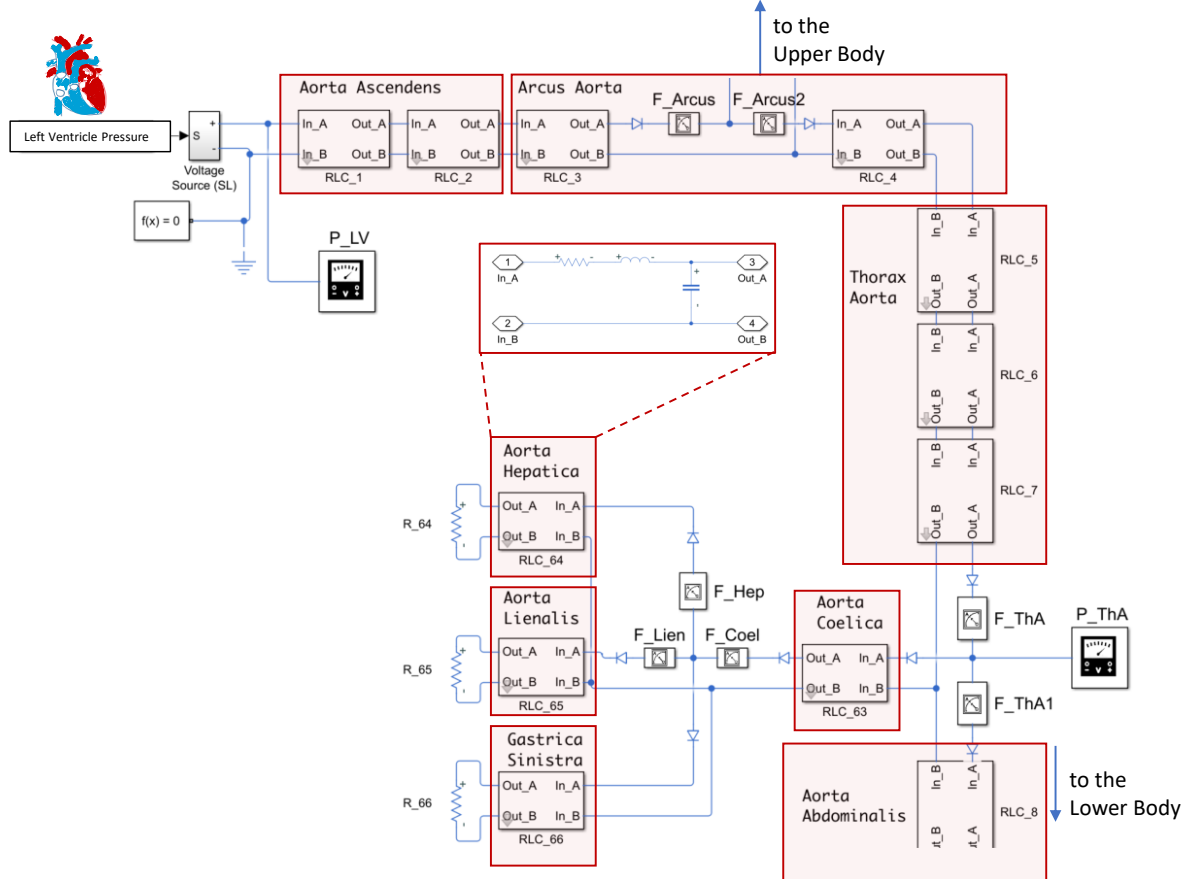 to the
Upper Body
Aorta Ascendens
Arcus Aorta
F_Arcus
F_Arcus2
Left Ventricle Pressure
S
+
-
Voltage
Source (SL)
In_A Out_A
In_B Out_B
RLC_1
In_A Out_A
In_B Out_B
RLC_2
In_A Out_A
In_B Out_B
RLC_3
In_A Out_A
In_B Out_B
RLC_4
f(x) = 0
P_LV
- V +
1
In_A
+ -
+ -
3
Out_A
+
-
2
In_B
4
Out_B
Thorax
Aorta
In_B In_A
Out_B Out_A
RLC_5
In_B In_A
Out_B Out_A
RLC_6
In_B In_A
Out_B Out_A
RLC_7
Aorta
Hepatica
R_64
+
-
Out_A In_A
Out_B In_B
RLC_64
F_Hep
Aorta
Lienalis
R_65
+
-
Out_A In_A
Out_B In_B
RLC_65
F_Lien
F_Coel
Aorta
Coelica
Out_A In_A
Out_B In_B
RLC_63
F_ThA
P_ThA
- V +
F_ThA1
Gastrica
Sinistra
R_66
+
-
Out_A In_A
Out_B In_B
RLC_66
Aorta
Abdominalis
In_B In_A
ut_B ut_A
RLC_8
to the
Lower Body